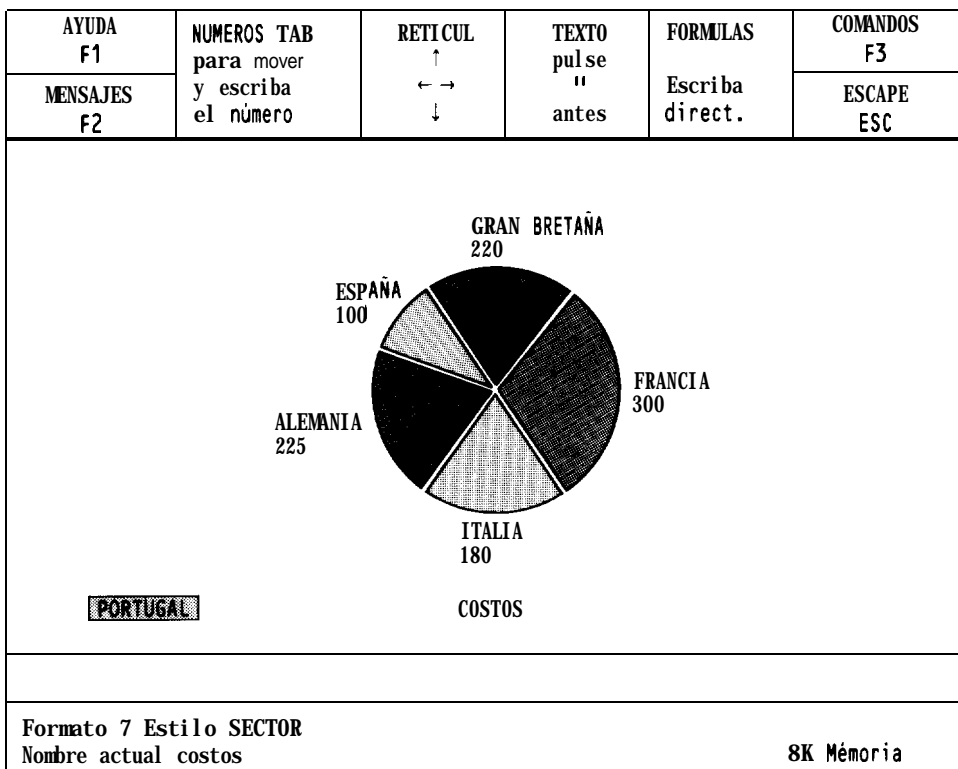 AYUDA
F1
MENSAJES
F2
NUMEROS TAB
para mover
y escriba
el número
RETICUL
↑
← →
↓
TEXTO
pulse
"
antes
FORMULAS
Escriba
direct.
COMANDOS
F3
ESCAPE
ESC
GRAN BRETAÑA
220
ESPAÑA
100
FRANCIA
300
ALEMANIA
225
ITALIA
180
PORTUGAL
COSTOS
Formato 7 Estilo SECTOR
Nombre actual costos
8K Mémoria